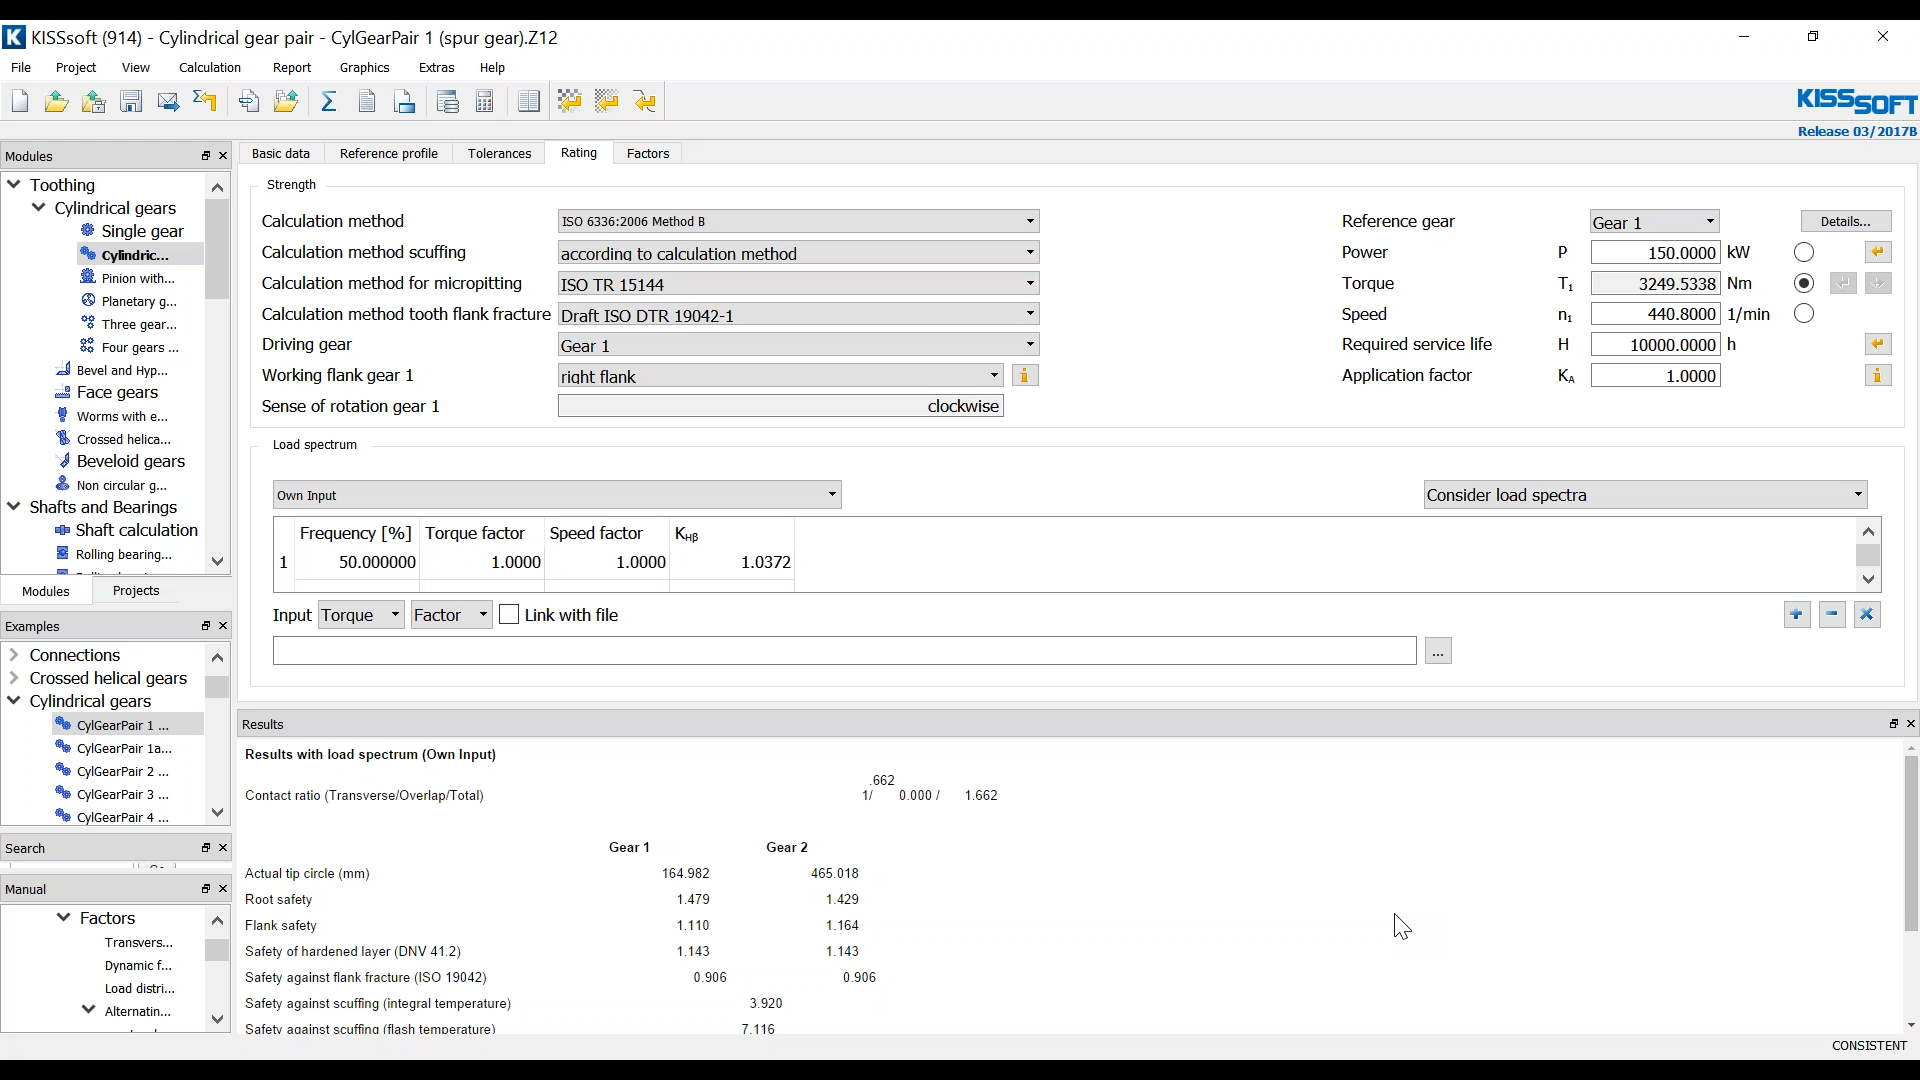 KISSsoft (914) - Cylindrical gear pair - CylGearPair 1 (spur gear).Z12
File Project View Calculation Report Graphics Extras Help
KISSSOFT
Release 03/2017B
Modules
Toothing
Cylindrical gears
Single gear
Cylindric...
Pinion with...
Planetary g...
Three gear...
Four gears ...
Bevel and Hyp...
Face gears
Worms with e...
Crossed helica...
Beveloid gears
Non circular g...
Shafts and Bearings
Shaft calculation
Rolling bearing...
Modules Projects
Examples
Connections
Crossed helical gears
Cylindrical gears
CylGearPair 1 ...
CylGearPair 1a...
CylGearPair 2 ...
CylGearPair 3 ...
CylGearPair 4 ...
Search
Manual
Factors
Transvers...
Dynamic f...
Load distri...
Alternatin...
Basic data Reference profile Tolerances Rating Factors
Strength
Calculation method ISO 6336:2006 Method B
Calculation method scuffing according to calculation method
Calculation method for micropitting ISO TR 15144
Calculation method tooth flank fracture Draft ISO DTR 19042-1
Driving gear Gear 1
Working flank gear 1 right flank
Sense of rotation gear 1 clockwise
Reference gear Gear 1 Details...
Power P 150.0000 kW
Torque T1 3249.5338 Nm
Speed n1 440.8000 1/min
Required service life H 10000.0000 h
Application factor KA 1.0000
Load spectrum
Own Input Consider load spectra
Frequency [%] Torque factor Speed factor KHβ
1 50.000000 1.0000 1.0000 1.0372
Input Torque Factor Link with file
...
Results
Results with load spectrum (Own Input)
.662
Contact ratio (Transverse/Overlap/Total) 1/ 0.000 / 1.662
Gear 1 Gear 2
Actual tip circle (mm) 164.982 465.018
Root safety 1.479 1.429
Flank safety 1.110 1.164
Safety of hardened layer (DNV 41.2) 1.143 1.143
Safety against flank fracture (ISO 19042) 0.906 0.906
Safety against scuffing (integral temperature) 3.920
Safety against scuffing (flash temperature) 7.116
CONSISTENT